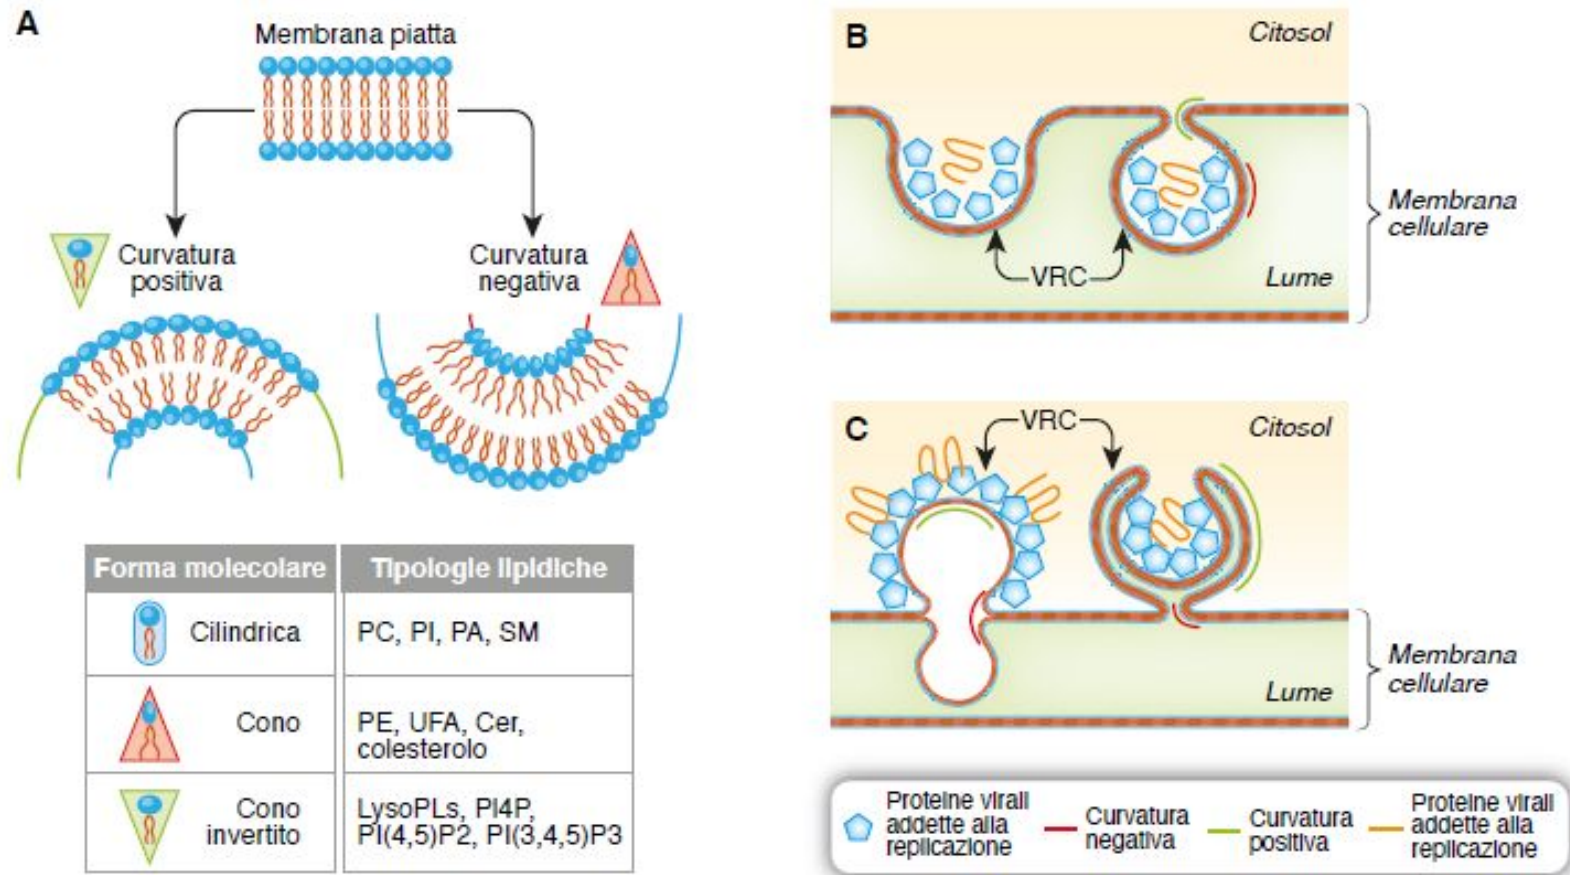 A
Membrana piatta
Curvatura
positiva
Curvatura
negativa
Forma molecolare
Tipologie lipidiche
Cilindrica
PC, PI, PA, SM
Cono
PE, UFA, Cer,
colesterolo
Cono
invertito
LysoPLs, PI4P,
PI(4,5)P2, PI(3,4,5)P3
B
Citosol
VRC
Lume
Membrana
cellulare
C
VRC
Citosol
Lume
Membrana
cellulare
Proteine virali
addette alla
replicazione
Curvatura
negativa
Curvatura
positiva
Proteine virali
addette alla
replicazione